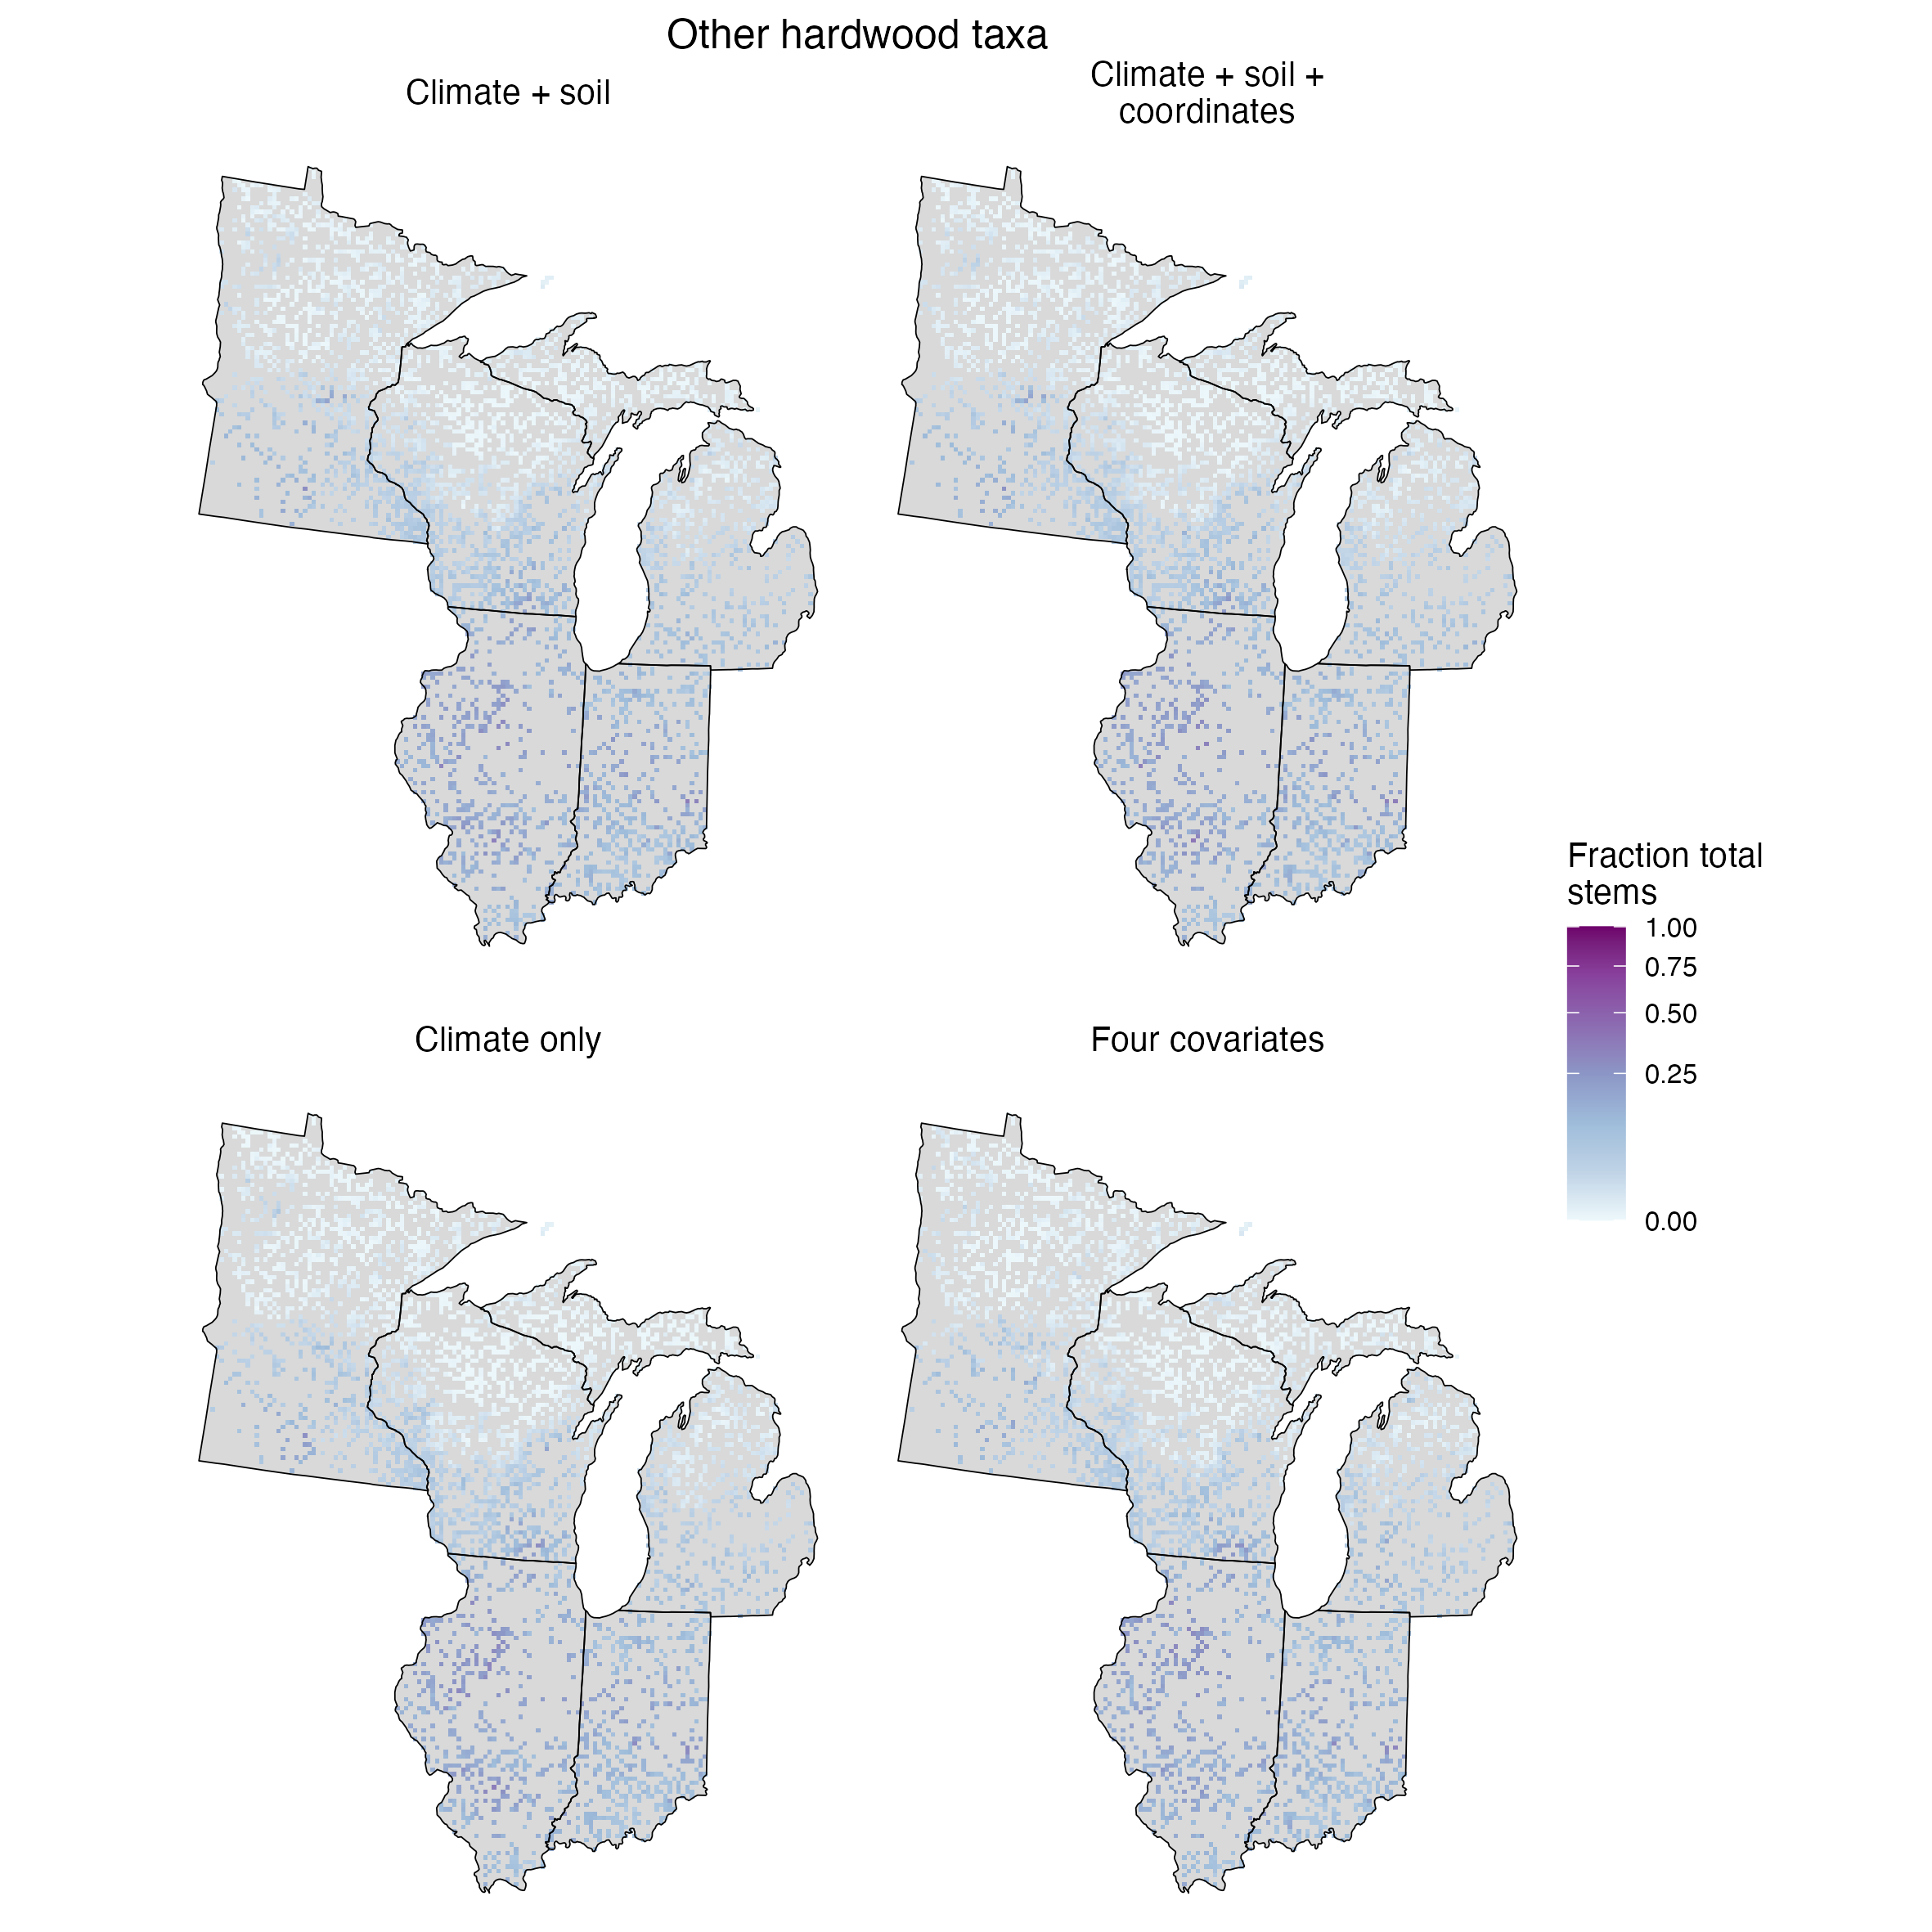 Other hardwood taxa
Climate + soil
Climate + soil +
coordinates
Climate only
Four covariates
Fraction total
stems
1.00
0.75
0.50
0.25
0.00